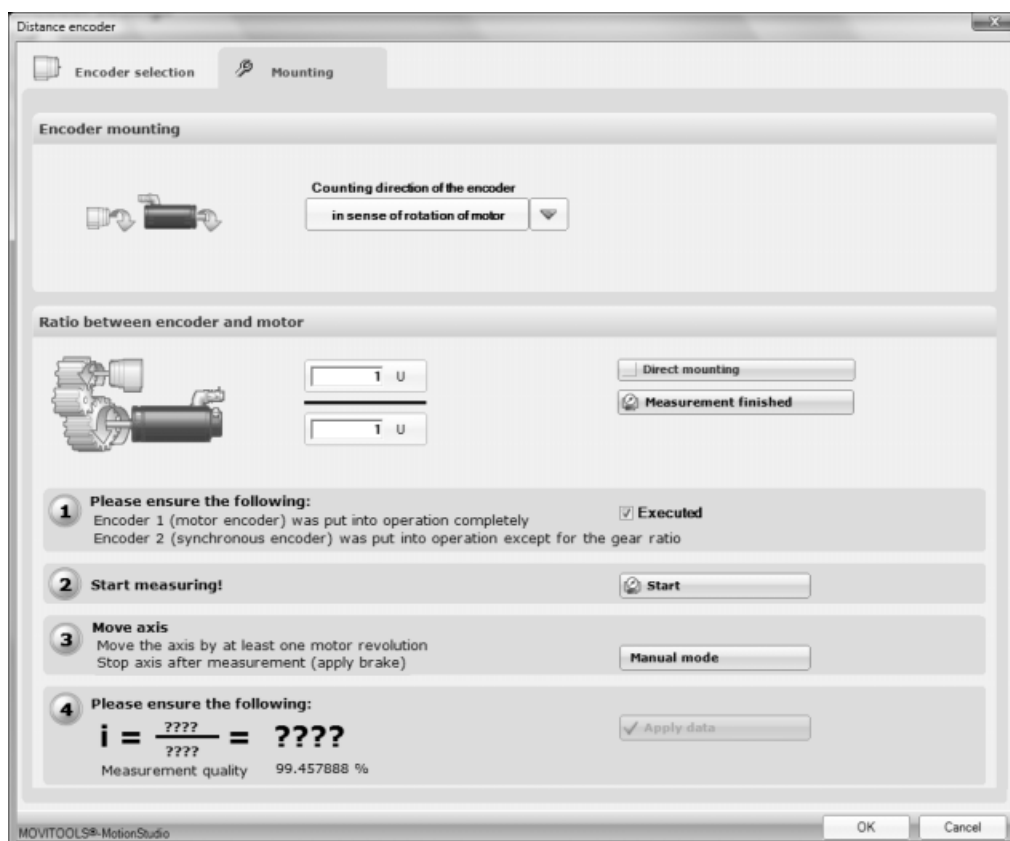 Distance encoder
x
Encoder selection
Mounting
Encoder mounting
Counting direction of the encoder
in sense of rotation of motor
Ratio between encoder and motor
1 U
1 U
Direct mounting
Measurement finished
1 Please ensure the following:
Encoder 1 (motor encoder) was put into operation completely
Encoder 2 (synchronous encoder) was put into operation except for the gear ratio
Executed
2 Start measuring!
Start
3 Move axis
Move the axis by at least one motor revolution
Stop axis after measurement (apply brake)
Manual mode
4 Please ensure the following:
i = ???? / ???? = ????
Apply data
Measurement quality 99.457888 %
OK
Cancel
MOVITOOLS®-MotionStudio